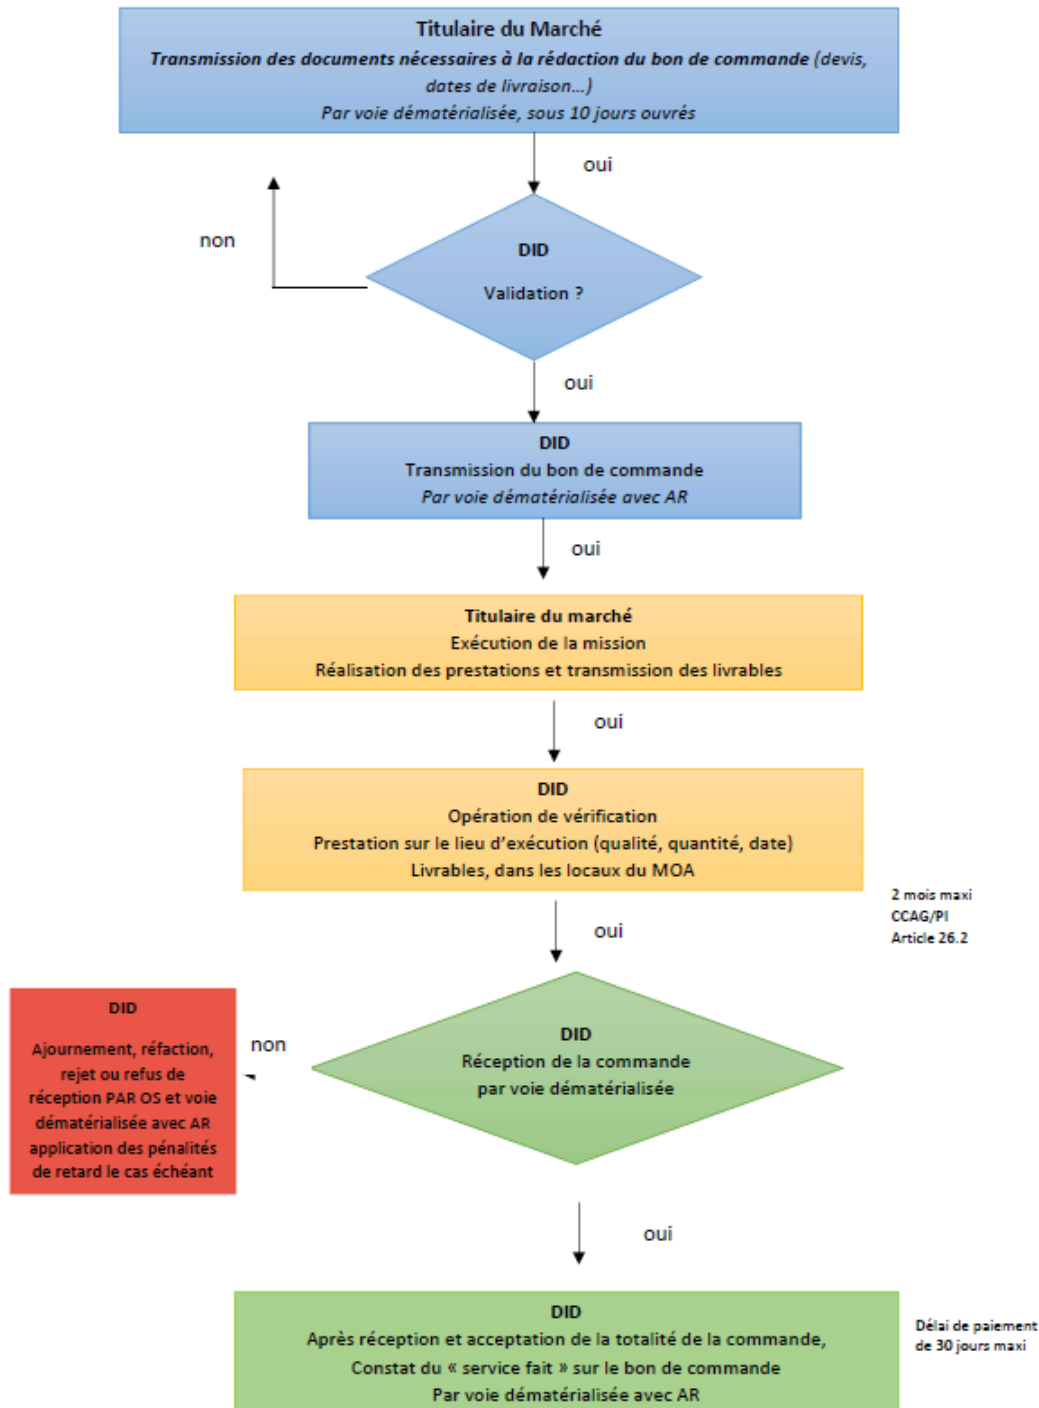 Titulaire du Marché
Transmission des documents nécessaires à la rédaction du bon de commande (devis,
dates de livraison...)
Par voie dématérialisée, sous 10 jours ouvrés
oui
non
DID
Validation ?
oui
DID
Transmission du bon de commande
Par voie dématérialisée avec AR
oui
Titulaire du marché
Exécution de la mission
Réalisation des prestations et transmission des livrables
oui
DID
Opération de vérification
Prestation sur le lieu d'exécution (qualité, quantité, date)
Livrables, dans les locaux du MOA
2 mois maxi
CCAG/PI
Article 26.2
oui
DID
Réception de la commande
par voie dématérialisée
non
DID
Ajournement, réfaction,
rejet ou refus de
réception PAR OS et voie
dématérialisée avec AR
application des pénalités
de retard le cas échéant
oui
DID
Après réception et acceptation de la totalité de la commande,
Constat du « service fait » sur le bon de commande
Par voie dématérialisée avec AR
Délai de paiement
de 30 jours maxi